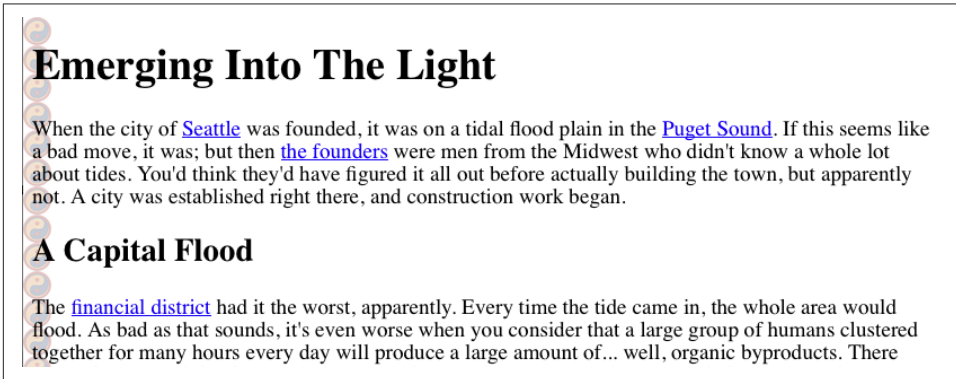 Emerging Into The Light
When the city of Seattle was founded, it was on a tidal flood plain in the Puget Sound. If this seems like
a bad move, it was; but then the founders were men from the Midwest who didn't know a whole lot
about tides. You'd think they'd have figured it all out before actually building the town, but apparently
not. A city was established right there, and construction work began.
A Capital Flood
The financial district had it the worst, apparently. Every time the tide came in, the whole area would
flood. As bad as that sounds, it's even worse when you consider that a large group of humans clustered
together for many hours every day will produce a large amount of... well, organic byproducts. There